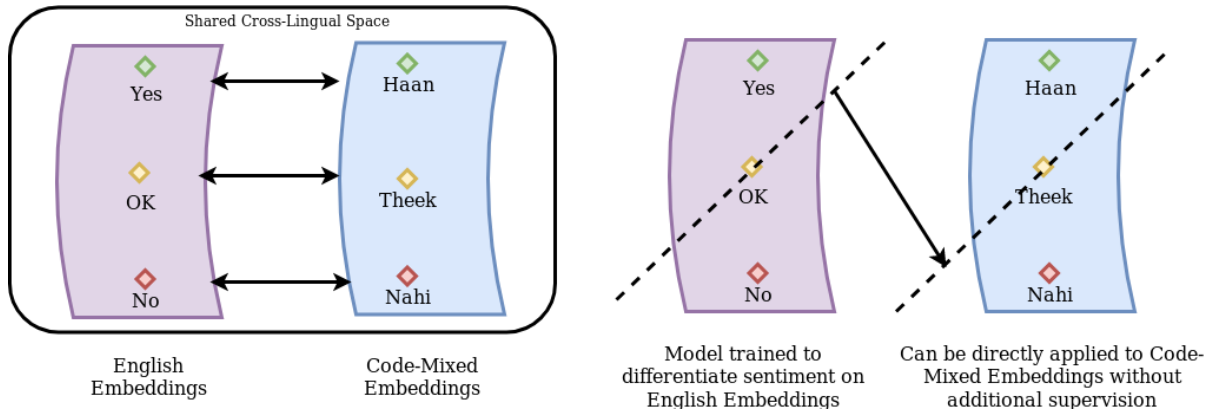 Shared Cross-Lingual Space
Yes
Haan
OK
Theek
No
Nahi
English
Embeddings
Code-Mixed
Embeddings
Yes
Haan
OK
Theek
No
Nahi
Model trained to
differentiate sentiment on
English Embeddings
Can be directly applied to Code-
Mixed Embeddings without
additional supervision